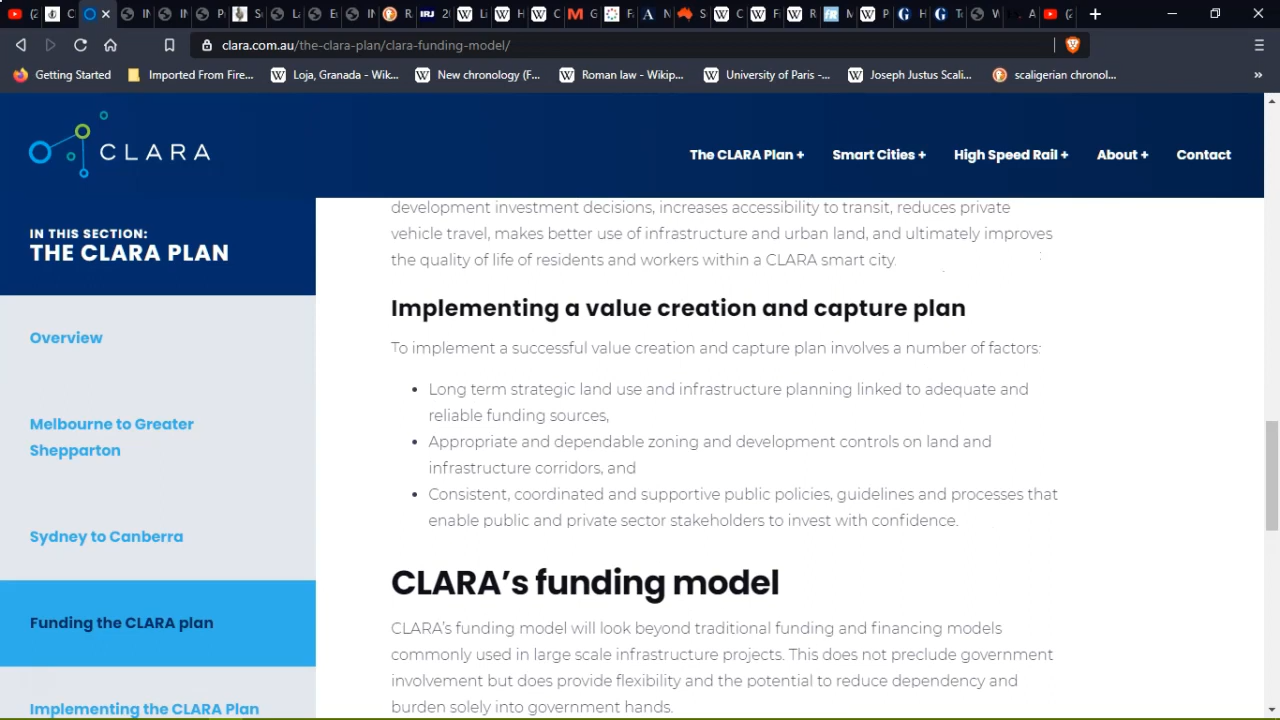 (2
C
IN
IN
P
S
L
E
IN
R
IRJ 20
Li
H
C
G
F
N
S
C
B
R
M
P
H
T
W
A
(2
clara.com.au/the-clara-plan/clara-funding-model/
Getting Started
Imported From Fire...
Loja, Granada - Wik...
New chronology (F...
Roman law - Wikip...
University of Paris -...
Joseph Justus Scali...
scaligerian chronol...
»
CLARA
The CLARA Plan +
Smart Cities +
High Speed Rail +
About +
Contact
IN THIS SECTION:
THE CLARA PLAN
Overview
Melbourne to Greater
Shepparton
Sydney to Canberra
Funding the CLARA plan
Implementing the CLARA Plan
development investment decisions, increases accessibility to transit, reduces private
vehicle travel, makes better use of infrastructure and urban land, and ultimately improves
the quality of life of residents and workers within a CLARA smart city.
Implementing a value creation and capture plan
To implement a successful value creation and capture plan involves a number of factors:
• Long term strategic land use and infrastructure planning linked to adequate and
reliable funding sources,
• Appropriate and dependable zoning and development controls on land and
infrastructure corridors, and
• Consistent, coordinated and supportive public policies, guidelines and processes that
enable public and private sector stakeholders to invest with confidence.
CLARA's funding model
CLARA's funding model will look beyond traditional funding and financing models
commonly used in large scale infrastructure projects. This does not preclude government
involvement but does provide flexibility and the potential to reduce dependency and
burden solely into government hands.